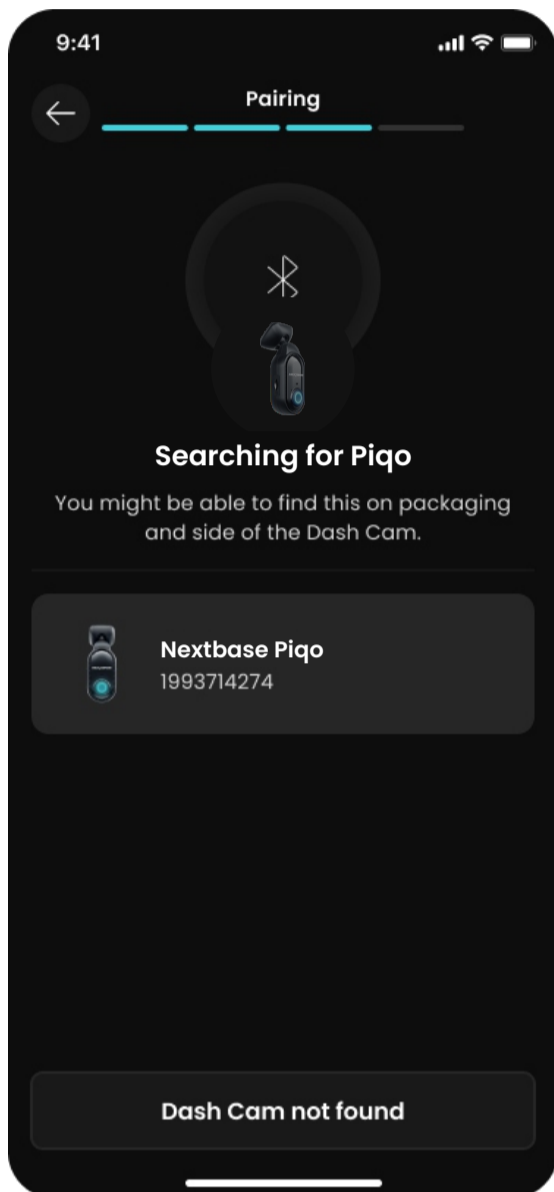 9:41
Pairing
Searching for Piqo
You might be able to find this on packaging
and side of the Dash Cam.
Nextbase Piqo
1993714274
Dash Cam not found